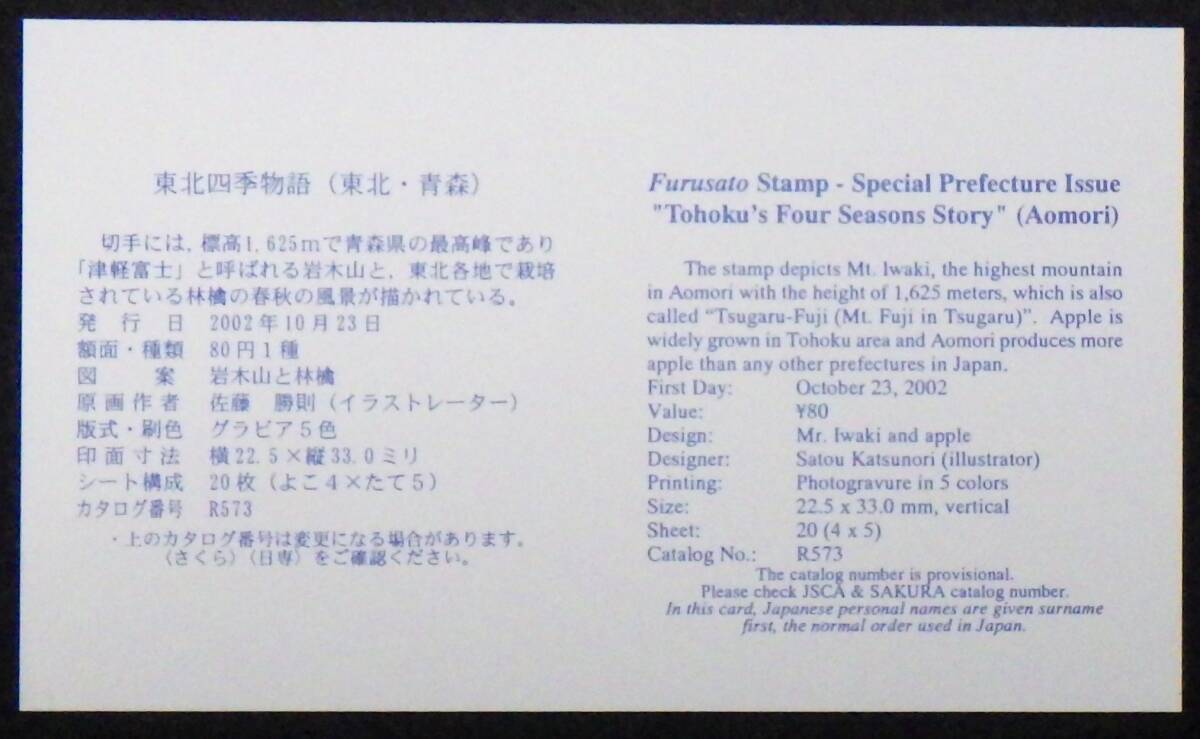 東北四季物語（東北・青森）
切手には，標高1,625mで青森県の最高峰であり
「津軽富士」と呼ばれる岩木山と，東北各地で栽培
されている林檎の春秋の風景が描かれている。
発行日 2002年10月23日
額面・種類 80円1種
図案 岩木山と林檎
原画作者 佐藤 勝則（イラストレーター）
版式・刷色 グラビア5色
印面寸法 横22.5×縦33.0ミリ
シート構成 20枚（よこ4×たて5）
カタログ番号 R573
・上のカタログ番号は変更になる場合があります。
〈さくら〉〈日専〉をご確認ください。
Furusato Stamp - Special Prefecture Issue
"Tohoku's Four Seasons Story" (Aomori)
The stamp depicts Mt. Iwaki, the highest mountain
in Aomori with the height of 1,625 meters, which is also
called “Tsugaru-Fuji (Mt. Fuji in Tsugaru)”. Apple is
widely grown in Tohoku area and Aomori produces more
apple than any other prefectures in Japan.
First Day: October 23, 2002
Value: ¥80
Design: Mr. Iwaki and apple
Designer: Satou Katsunori (illustrator)
Printing: Photogravure in 5 colors
Size: 22.5 x 33.0 mm, vertical
Sheet: 20 (4 x 5)
Catalog No.: R573
The catalog number is provisional.
Please check JSCA & SAKURA catalog number.
In this card, Japanese personal names are given surname
first, the normal order used in Japan.